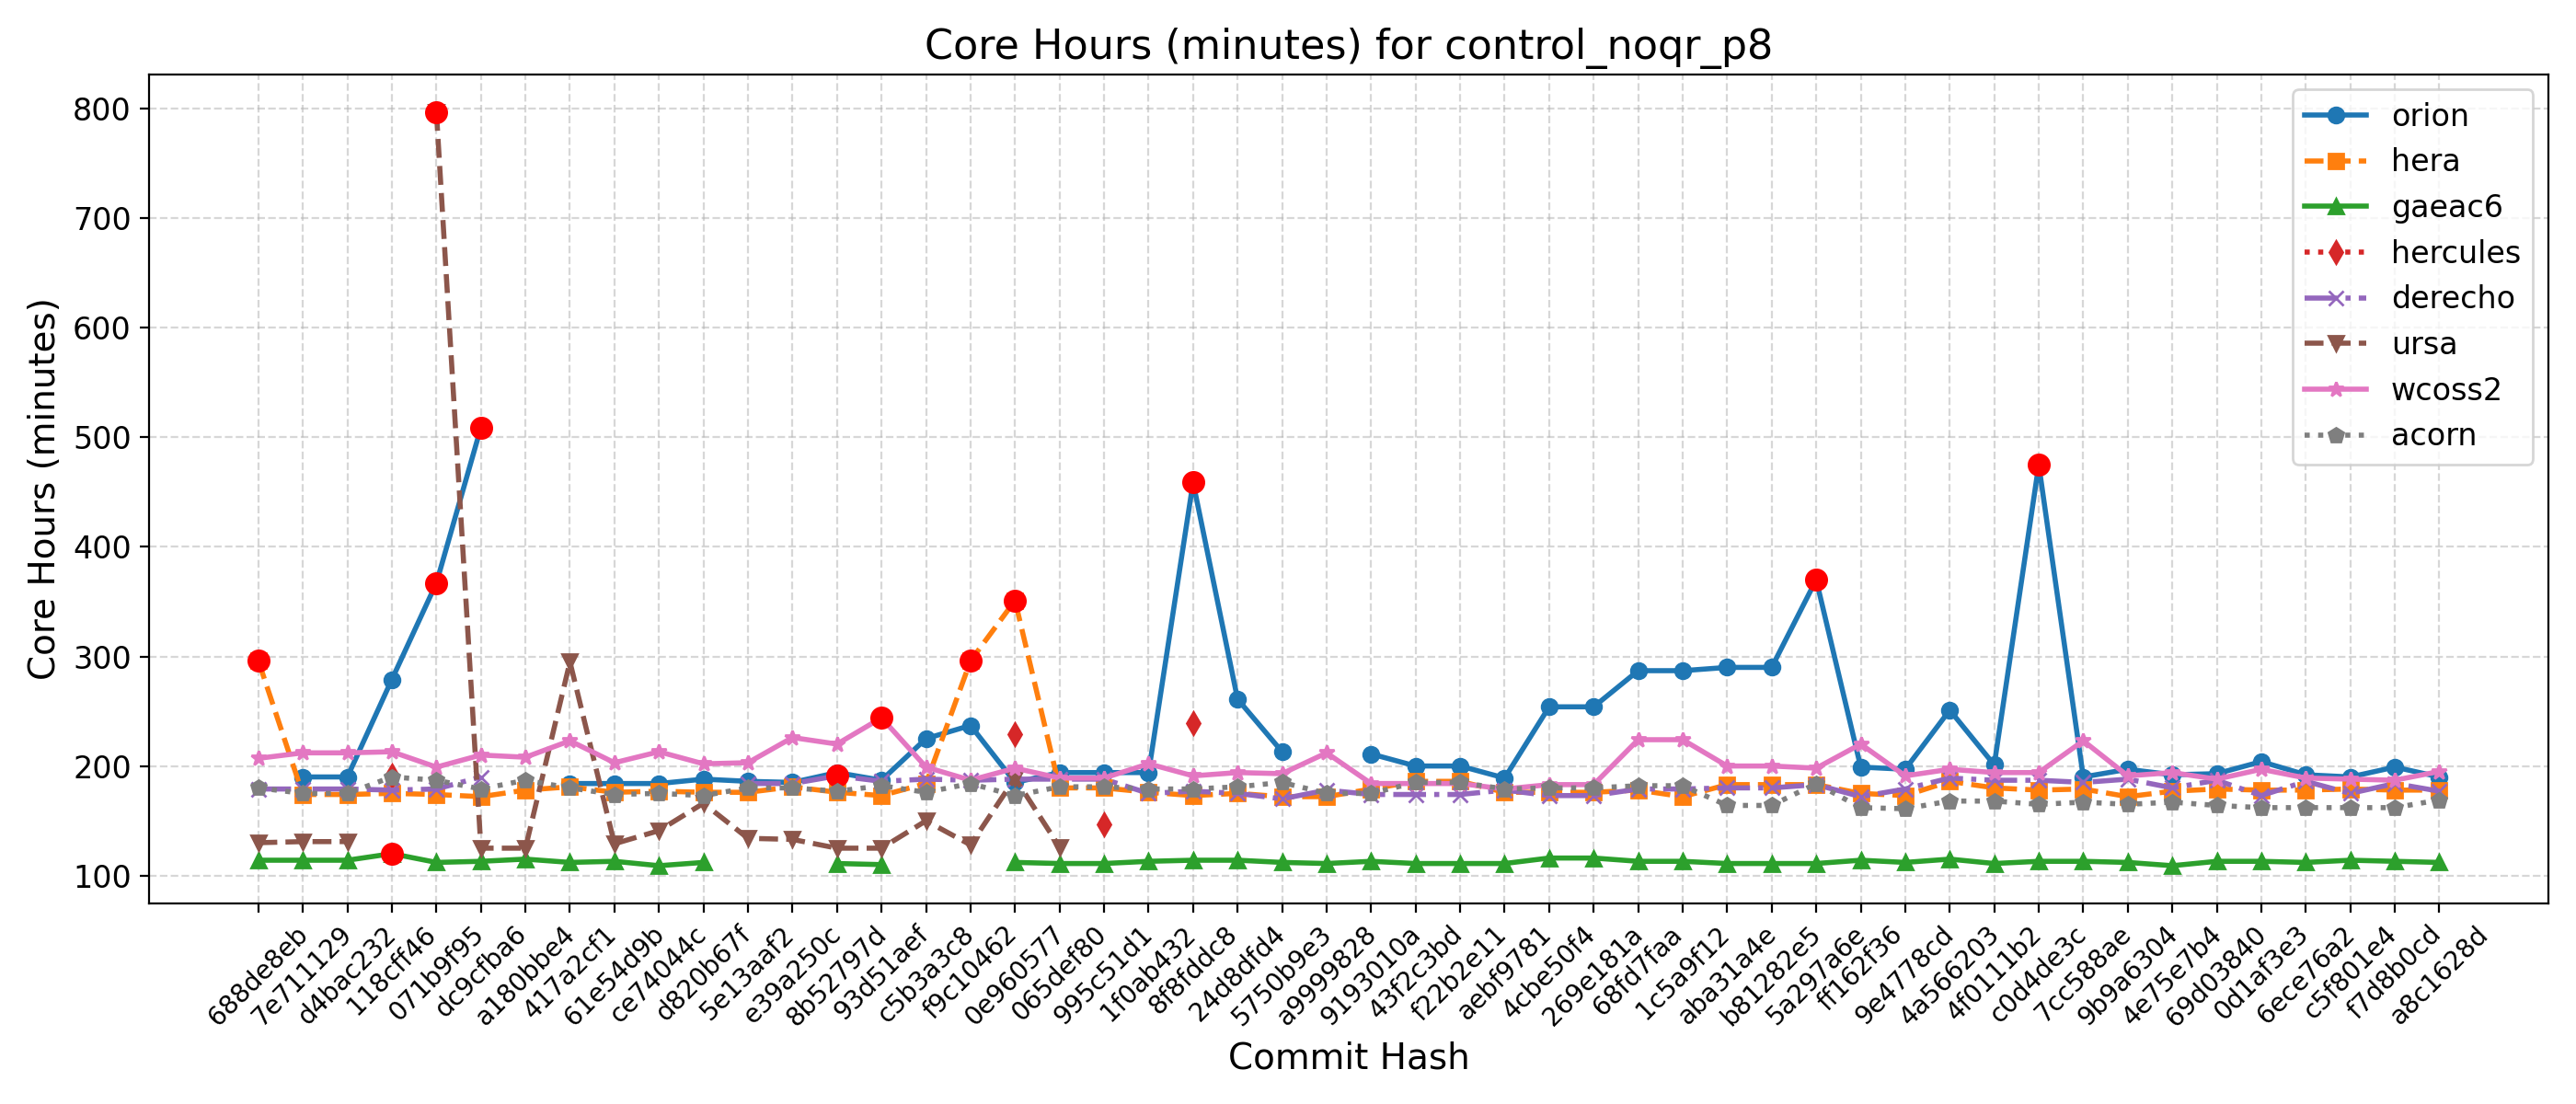 Core Hours (minutes) for control_noqr_p8
Core Hours (minutes)
800
700
600
500
400
300
200
100
orion
hera
gaeac6
hercules
derecho
ursa
wcoss2
acorn
688de8eb
7e711129
d4bac232
118cff46
071b9f95
dc9cfba6
a180bbe4
417a2cf1
61e54d9b
ce74044c
d820b67f
5e13aaf2
e39a250c
8b52797d
93d51aef
c5b3a3c8
f9c10462
0e960577
065def80
995c51d1
1f0ab432
8f8fddc8
24d8dfd4
5750b9e3
a9999828
9193010a
43f2c3bd
f22b2e11
aebf9781
4cbe50f4
269e181a
68fd7faa
1c5a9f12
aba31a4e
b81282e5
5a297a6e
ff162f36
9e4778cd
4a566203
4f0111b2
c0d4de3c
7cc588ae
9b9a6304
4e75e7b4
69d03840
0d1af3e3
6ece76a2
c5f801e4
f7d8b0cd
a8c1628d
Commit Hash